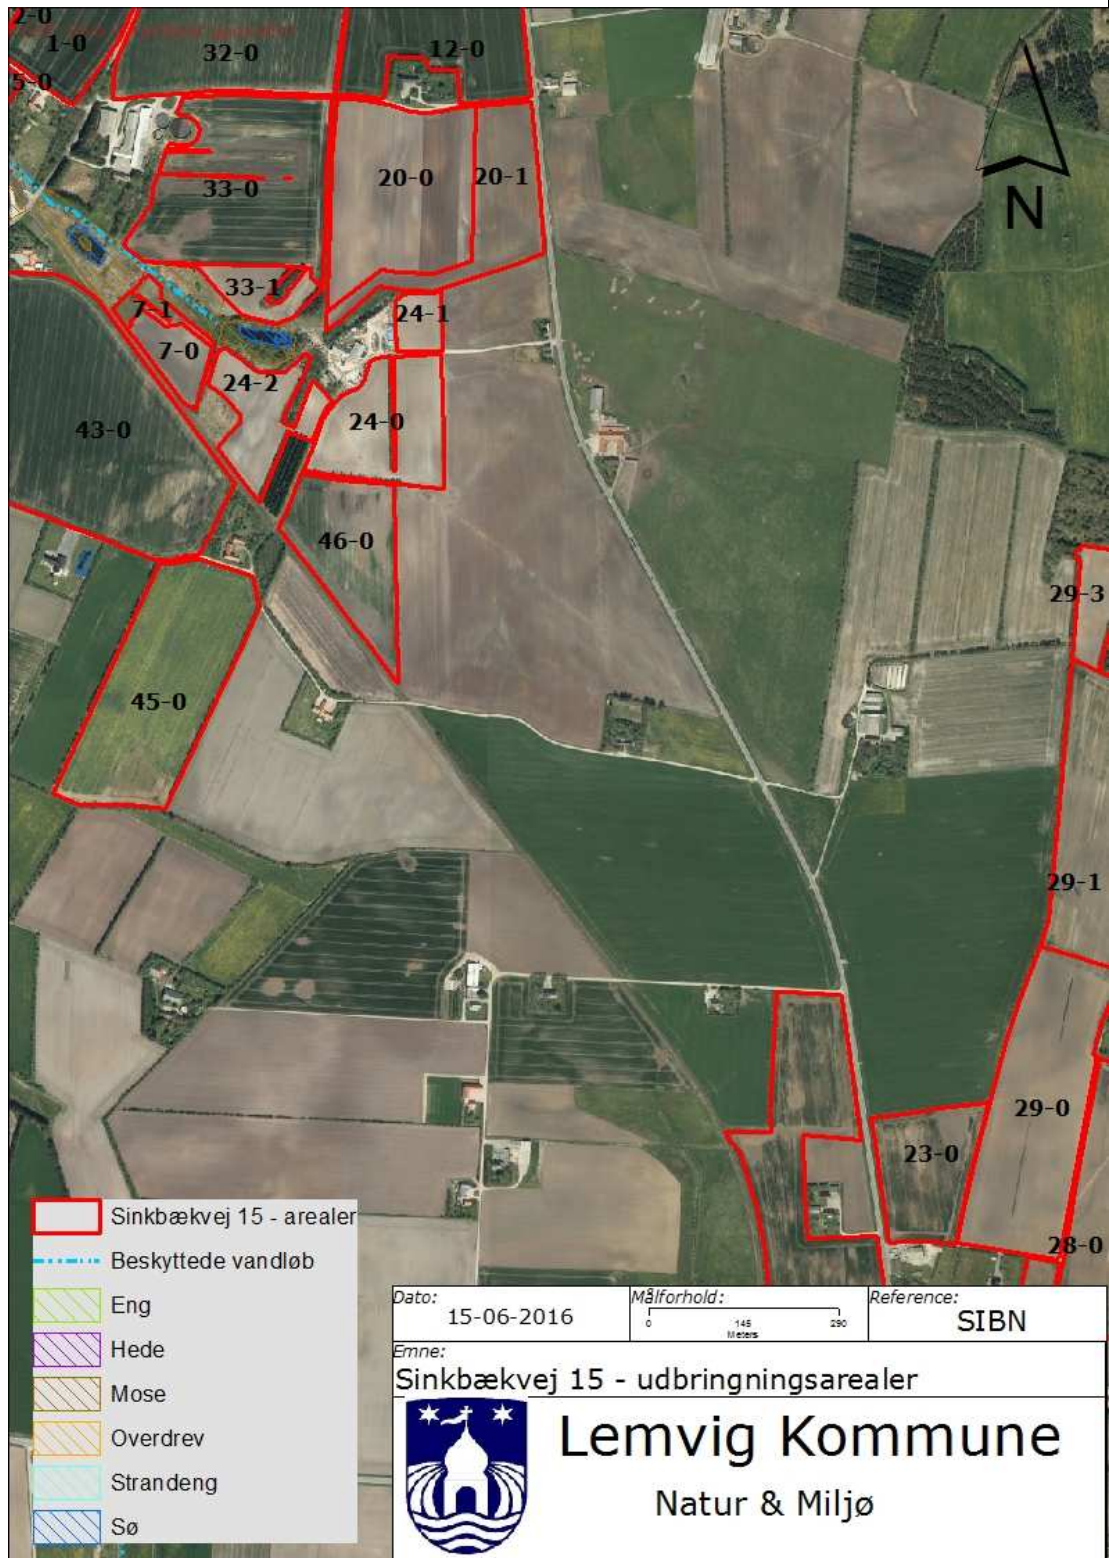 2-0
1-0
32-0
12-0
5-0
33-0
20-0
20-1
N
33-1
24-1
7-1
7-0
24-2
24-0
43-0
46-0
29-3
45-0
29-1
29-0
23-0
28-0
Sinkbækvej 15 - arealer
Beskyttede vandløb
Eng
Hede
Mose
Overdrev
Strandeng
Sø
Dato:
15-06-2016
Målforhold:
0 145 290
Meters
Reference:
SIBN
Emne:
Sinkbækvej 15 - udbringningsarealer
Lemvig Kommune
Natur & Miljø